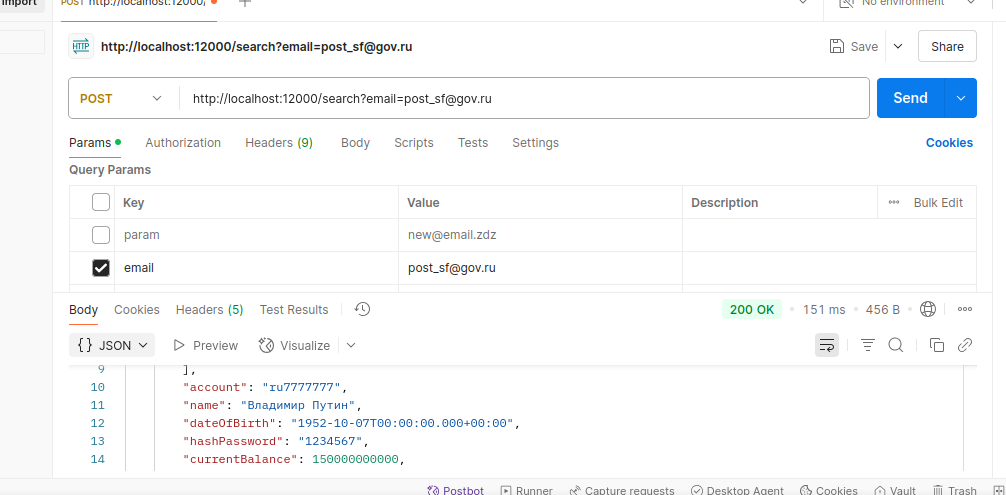 Import
POST http://localhost:12000/
No environment
HTTP http://localhost:12000/search?email=post_sf@gov.ru
Save
Share
POST http://localhost:12000/search?email=post_sf@gov.ru
Send
Params Authorization Headers (9) Body Scripts Tests Settings Cookies
Query Params
Key Value Description Bulk Edit
param new@email.zdz
email post_sf@gov.ru
Body Cookies Headers (5) Test Results 200 OK 151 ms 456 B
{} JSON Preview Visualize
9 ],
10 "account": "ru7777777",
11 "name": "Владимир Путин",
12 "dateOfBirth": "1952-10-07T00:00:00.000+00:00",
13 "hashPassword": "1234567",
14 "currentBalance": 150000000000,
Postbot Runner Capture requests Desktop Agent Cookies Vault Trash